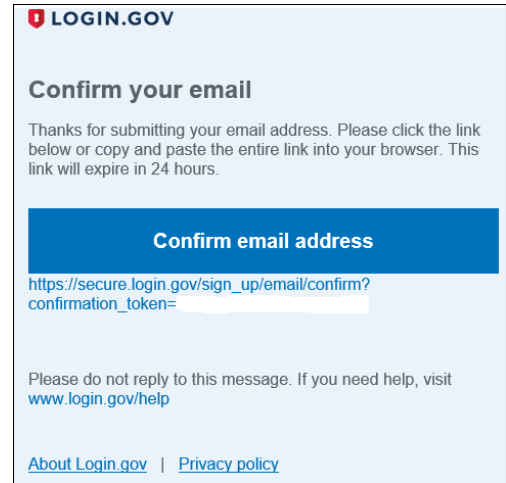 LOGIN.GOV
Confirm your email
Thanks for submitting your email address. Please click the link
below or copy and paste the entire link into your browser. This
link will expire in 24 hours.
Confirm email address
https://secure.login.gov/sign_up/email/confirm?
confirmation_token=
Please do not reply to this message. If you need help, visit
www.login.gov/help
About Login.gov | Privacy policy